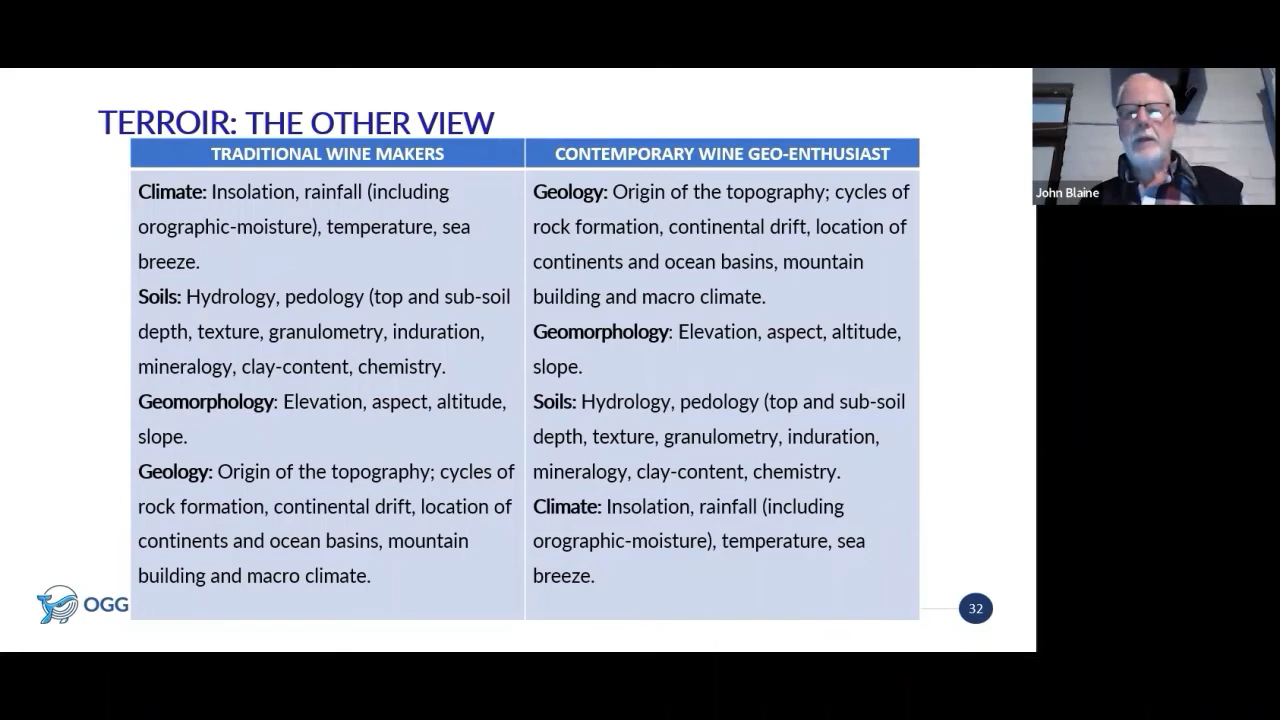 TERROIR: THE OTHER VIEW
TRADITIONAL WINE MAKERS
Climate: Insolation, rainfall (including
orographic-moisture), temperature, sea
breeze.
Soils: Hydrology, pedology (top and sub-soil
depth, texture, granulometry, induration,
mineralogy, clay-content, chemistry.
Geomorphology: Elevation, aspect, altitude,
slope.
Geology: Origin of the topography; cycles of
rock formation, continental drift, location of
continents and ocean basins, mountain
building and macro climate.
CONTEMPORARY WINE GEO-ENTHUSIAST
Geology: Origin of the topography; cycles of
rock formation, continental drift, location of
continents and ocean basins, mountain
building and macro climate.
Geomorphology: Elevation, aspect, altitude,
slope.
Soils: Hydrology, pedology (top and sub-soil
depth, texture, granulometry, induration,
mineralogy, clay-content, chemistry.
Climate: Insolation, rainfall (including
orographic-moisture), temperature, sea
breeze.
OGG
32
John Blaine